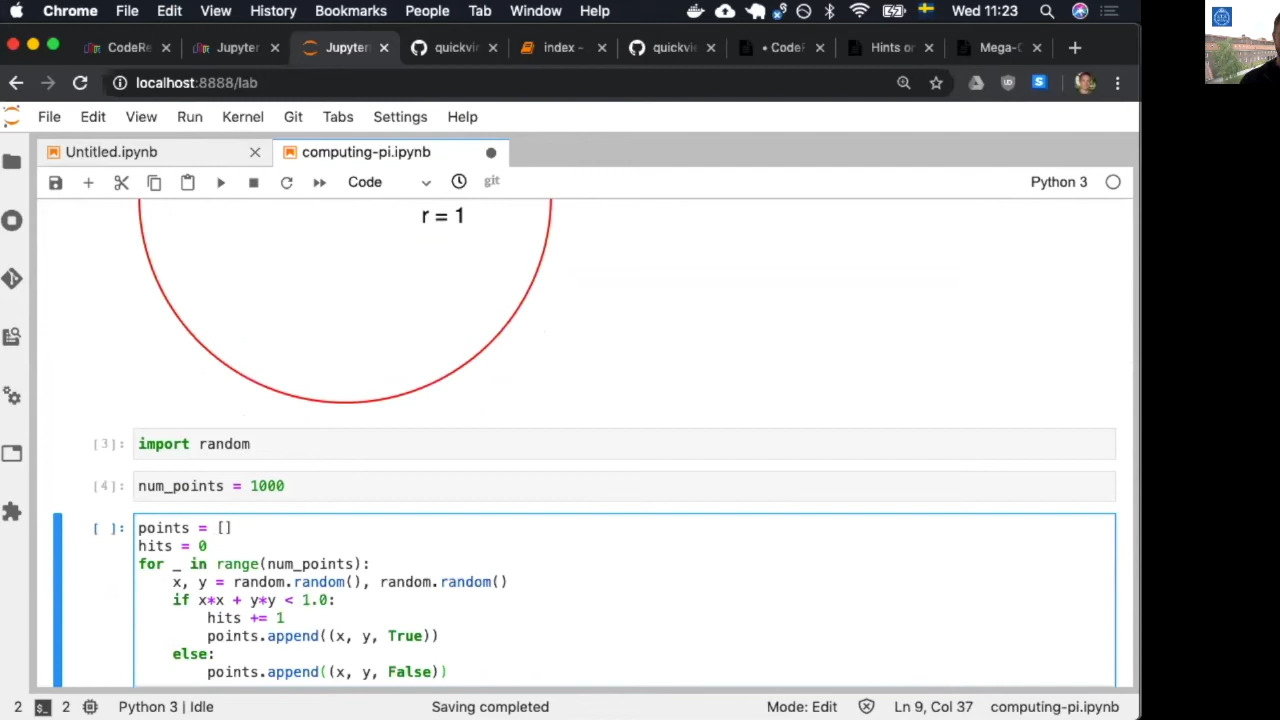 Chrome File Edit View History Bookmarks People Tab Window Help Wed 11:23
CodeRe Jupyter Jupyter quickvi index – quickvi • CodeF Hints or Mega-
localhost:8888/lab
File Edit View Run Kernel Git Tabs Settings Help
Untitled.ipynb computing-pi.ipynb
Code git Python 3
r = 1
[3]: import random
[4]: num_points = 1000
[ ]: points = []
hits = 0
for _ in range(num_points):
    x, y = random.random(), random.random()
    if x*x + y*y < 1.0:
        hits += 1
        points.append((x, y, True))
    else:
        points.append((x, y, False))
2 $_ 2 Python 3 | Idle Saving completed Mode: Edit Ln 9, Col 37 computing-pi.ipynb